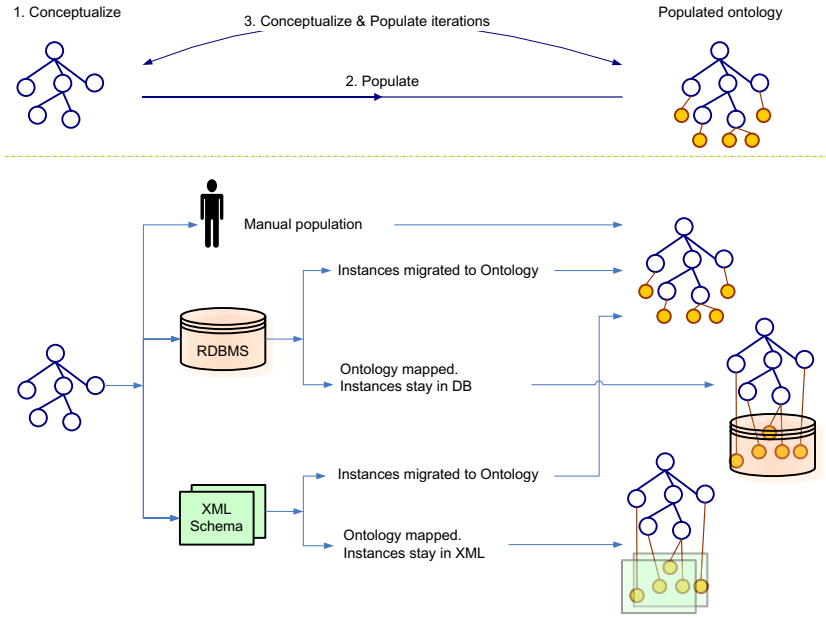 1. Conceptualize
3. Conceptualize & Populate iterations
Populated ontology
2. Populate
Manual population
Instances migrated to Ontology
RDBMS
Ontology mapped.
Instances stay in DB
Instances migrated to Ontology
XML
Schema
Ontology mapped.
Instances stay in XML